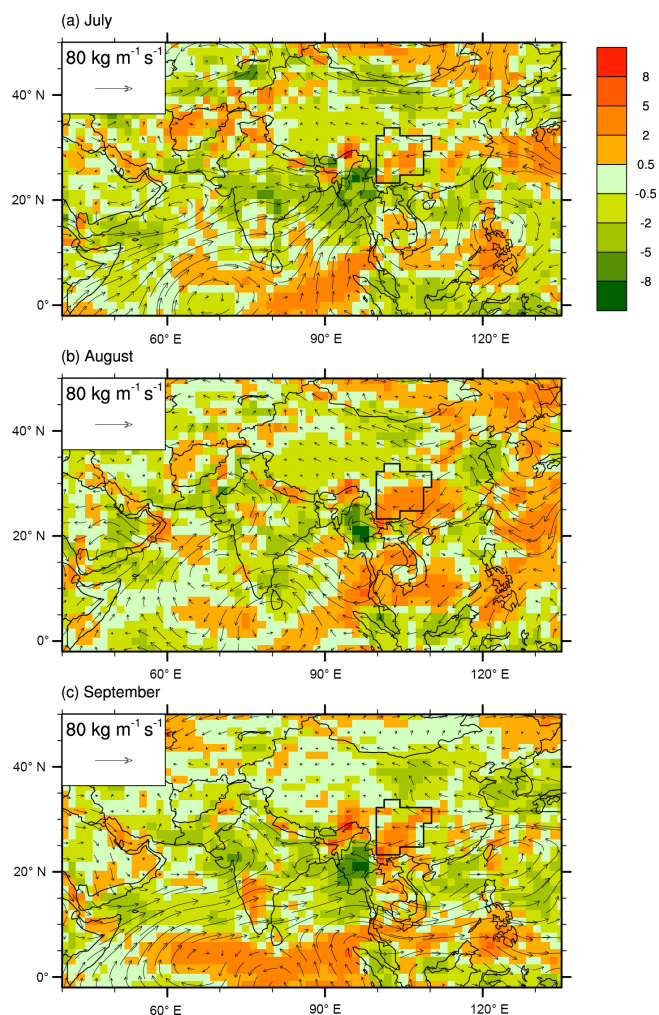 (a) July
80 kg m⁻¹ s⁻¹
40° N
20° N
0°
60° E
90° E
120° E
8
5
2
0.5
-0.5
-2
-5
-8
(b) August
80 kg m⁻¹ s⁻¹
40° N
20° N
0°
60° E
90° E
120° E
(c) September
80 kg m⁻¹ s⁻¹
40° N
20° N
0°
60° E
90° E
120° E